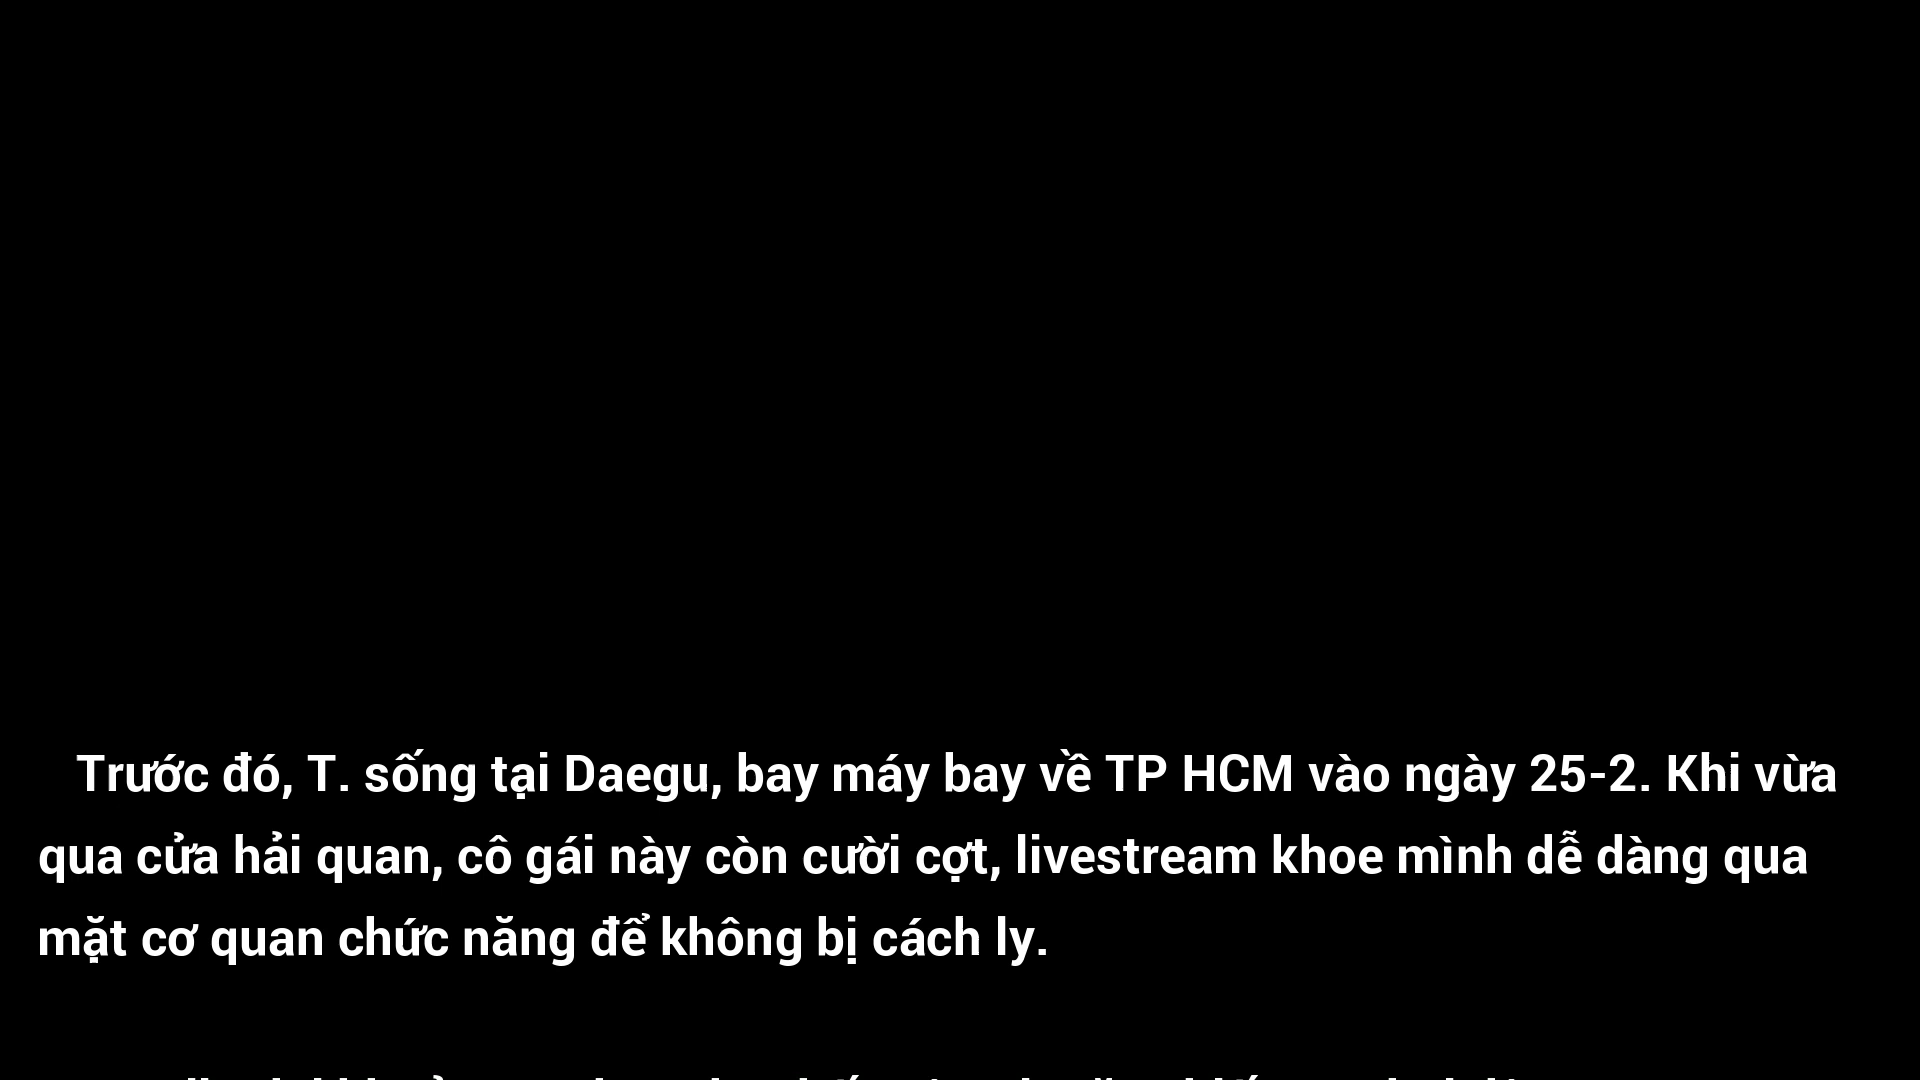 Trước đó, T. sống tại Daegu, bay máy bay về TP HCM vào ngày 25-2. Khi vừa
qua cửa hải quan, cô gái này còn cười cợt, livestream khoe mình dễ dàng qua
mặt cơ quan chức năng để không bị cách ly.